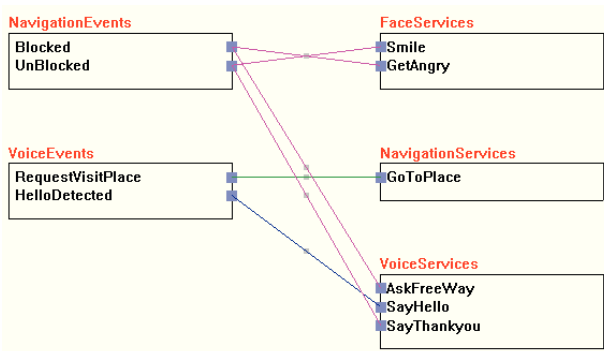 NavigationEvents
Blocked
UnBlocked
FaceServices
Smile
GetAngry
VoiceEvents
RequestVisitPlace
HelloDetected
NavigationServices
GoToPlace
VoiceServices
AskFreeWay
SayHello
SayThankyou